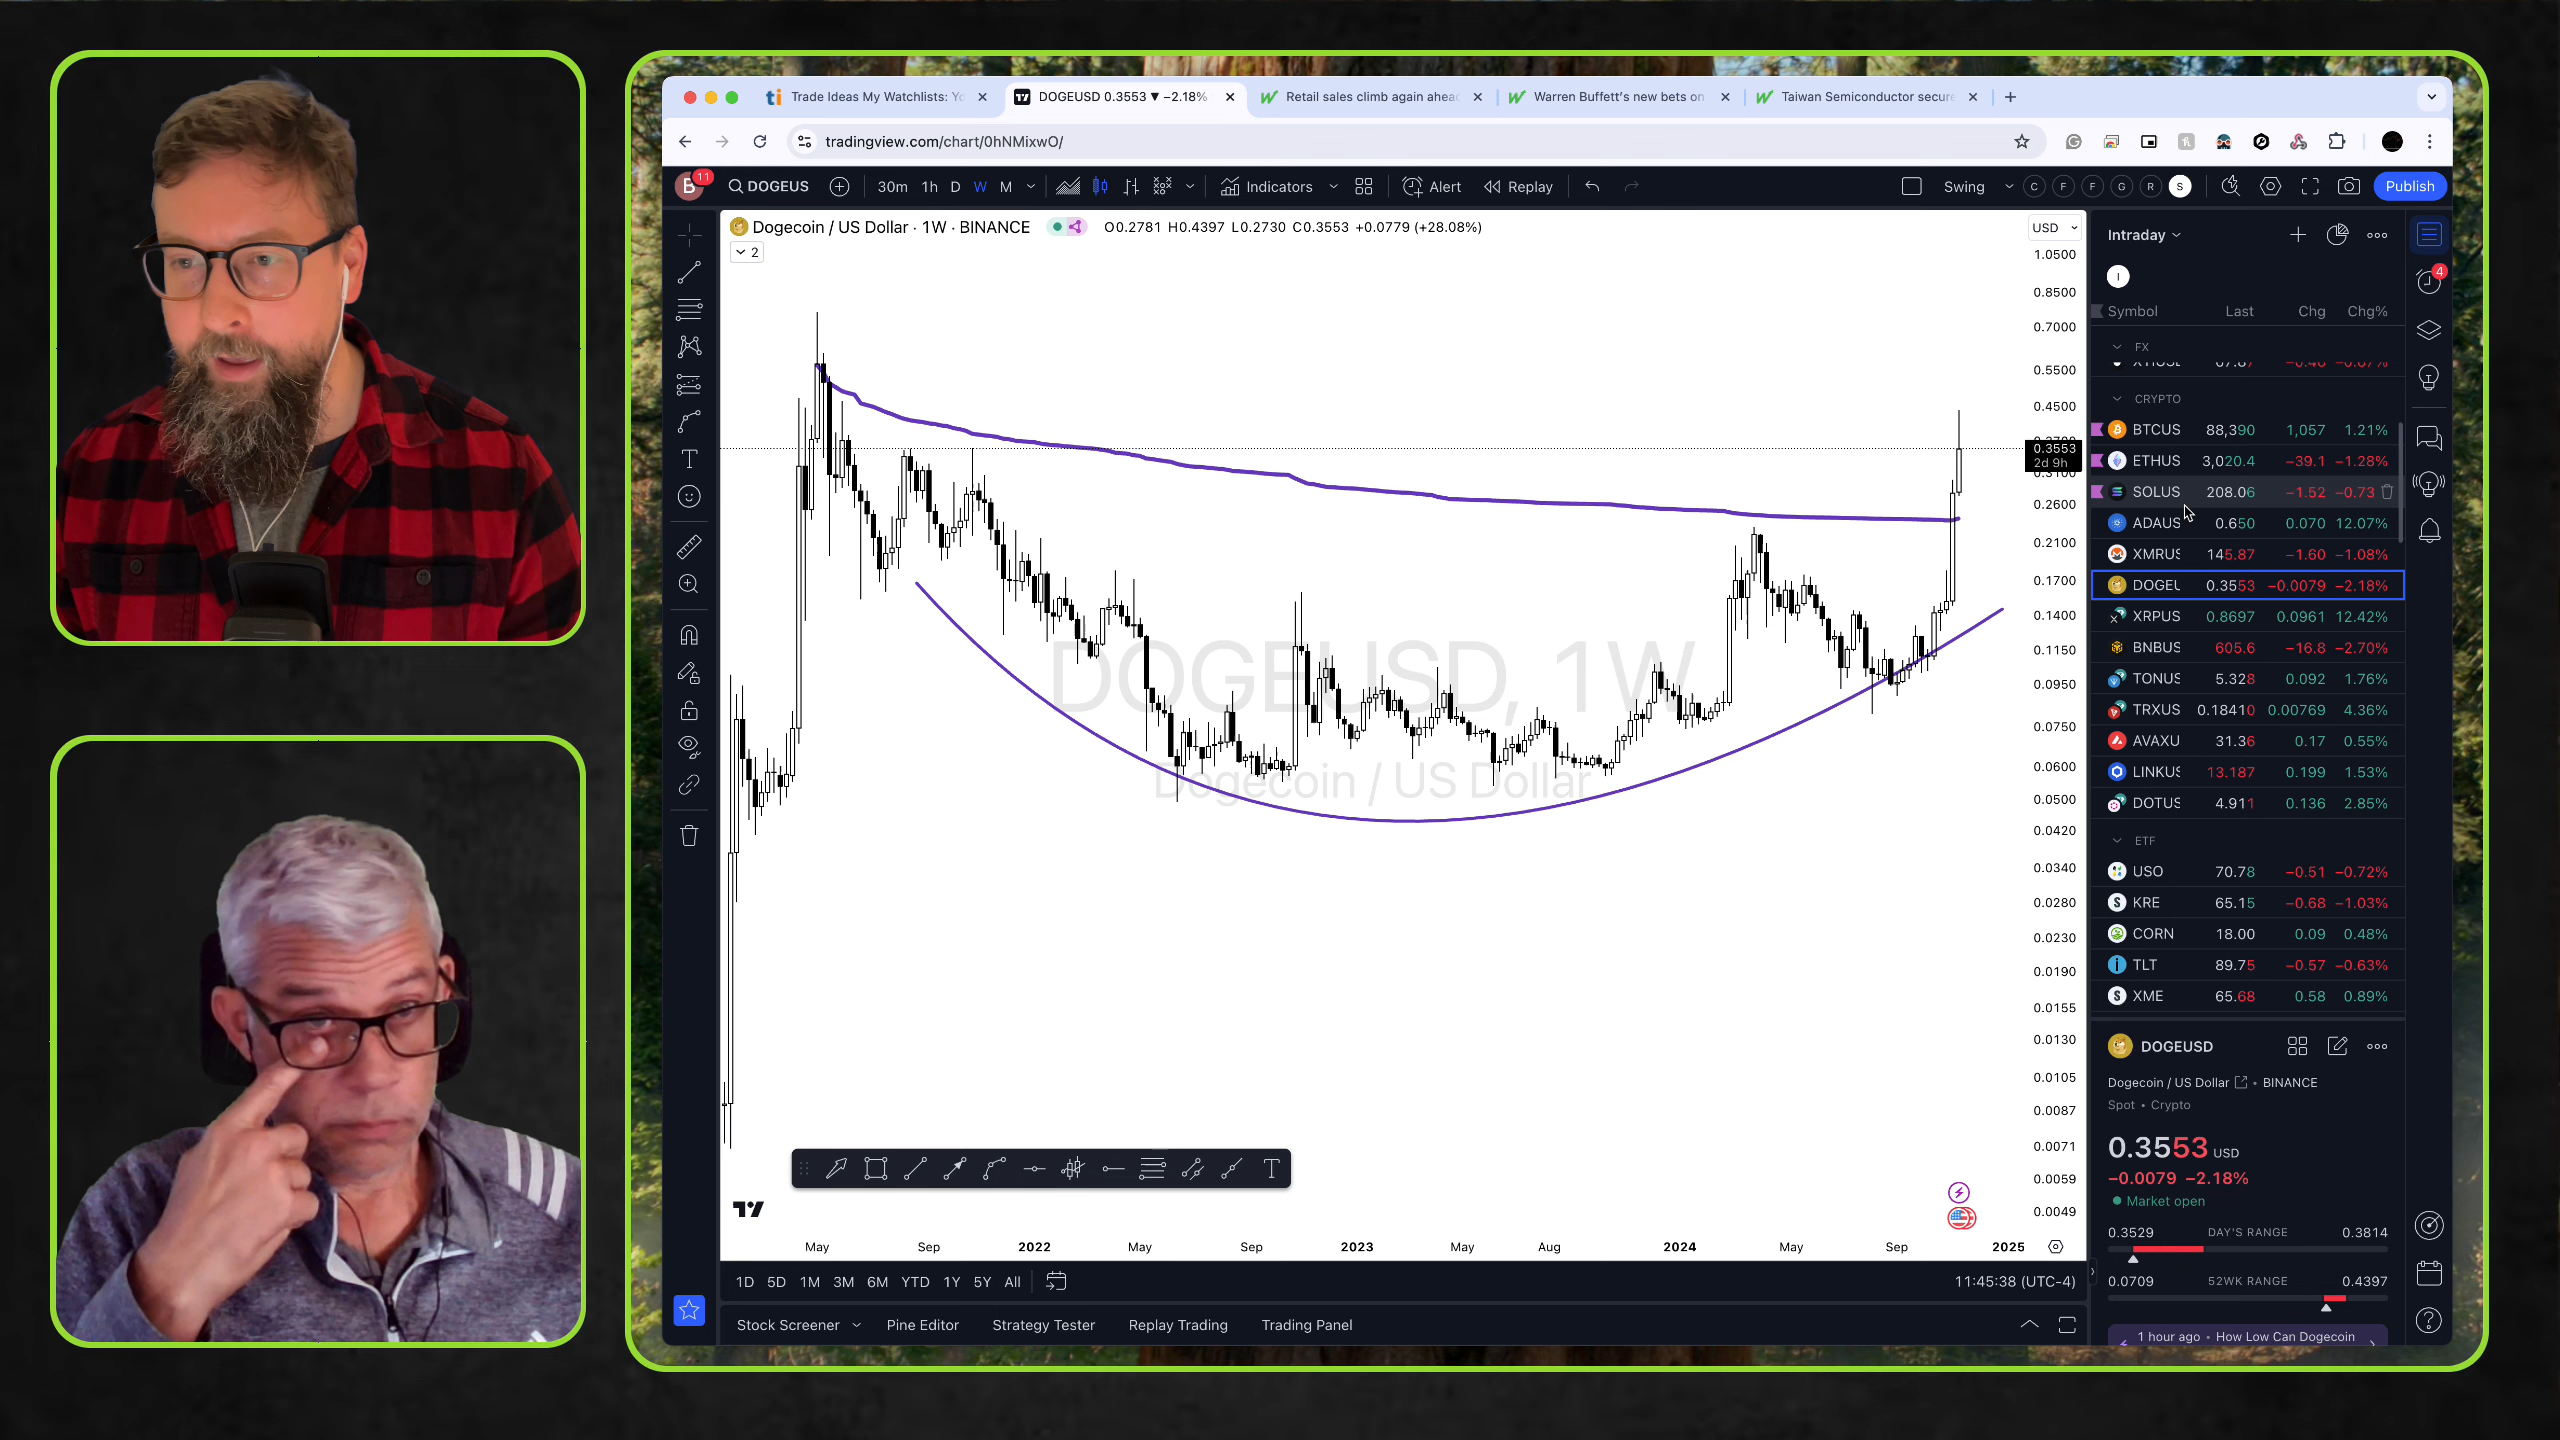 Trade Ideas My Watchlists: Yo
DOGEUSD 0.3553 ▼ −2.18%
Retail sales climb again ahea
Warren Buffett's new bets on
Taiwan Semiconductor secure
tradingview.com/chart/0hNMixwO/
B 11
DOGEUS
30m 1h D W M
Indicators
Alert
Replay
Swing
C F F G R S
Publish
Dogecoin / US Dollar · 1W · BINANCE
O0.2781 H0.4397 L0.2730 C0.3553 +0.0779 (+28.08%)
2
USD
1.0500
0.8500
0.7000
0.5500
0.4500
0.3553
2d 9h
0.2600
0.2100
0.1700
0.1400
0.1150
0.0950
0.0750
0.0600
0.0500
0.0420
0.0340
0.0280
0.0230
0.0190
0.0155
0.0130
0.0105
0.0087
0.0071
0.0059
0.0049
DOGEUSD, 1W
Dogecoin / US Dollar
May Sep 2022 May Sep 2023 May Aug 2024 May Sep 2025
1D 5D 1M 3M 6M YTD 1Y 5Y All
11:45:38 (UTC-4)
Stock Screener
Pine Editor
Strategy Tester
Replay Trading
Trading Panel
Intraday
I
Symbol Last Chg Chg%
FX
CRYPTO
BTCUS 88,390 1,057 1.21%
ETHUS 3,020.4 −39.1 −1.28%
SOLUS 208.06 −1.52 −0.73
ADAUS 0.650 0.070 12.07%
XMRUS 145.87 −1.60 −1.08%
DOGEU 0.3553 −0.0079 −2.18%
XRPUS 0.8697 0.0961 12.42%
BNBUS 605.6 −16.8 −2.70%
TONUS 5.328 0.092 1.76%
TRXUS 0.18410 0.00769 4.36%
AVAXU 31.36 0.17 0.55%
LINKUS 13.187 0.199 1.53%
DOTUS 4.911 0.136 2.85%
ETF
USO 70.78 −0.51 −0.72%
KRE 65.15 −0.68 −1.03%
CORN 18.00 0.09 0.48%
TLT 89.75 −0.57 −0.63%
XME 65.68 0.58 0.89%
4
DOGEUSD
Dogecoin / US Dollar • BINANCE
Spot • Crypto
0.3553 USD
−0.0079 −2.18%
Market open
0.3529 DAY'S RANGE 0.3814
0.0709 52WK RANGE 0.4397
1 hour ago • How Low Can Dogecoin